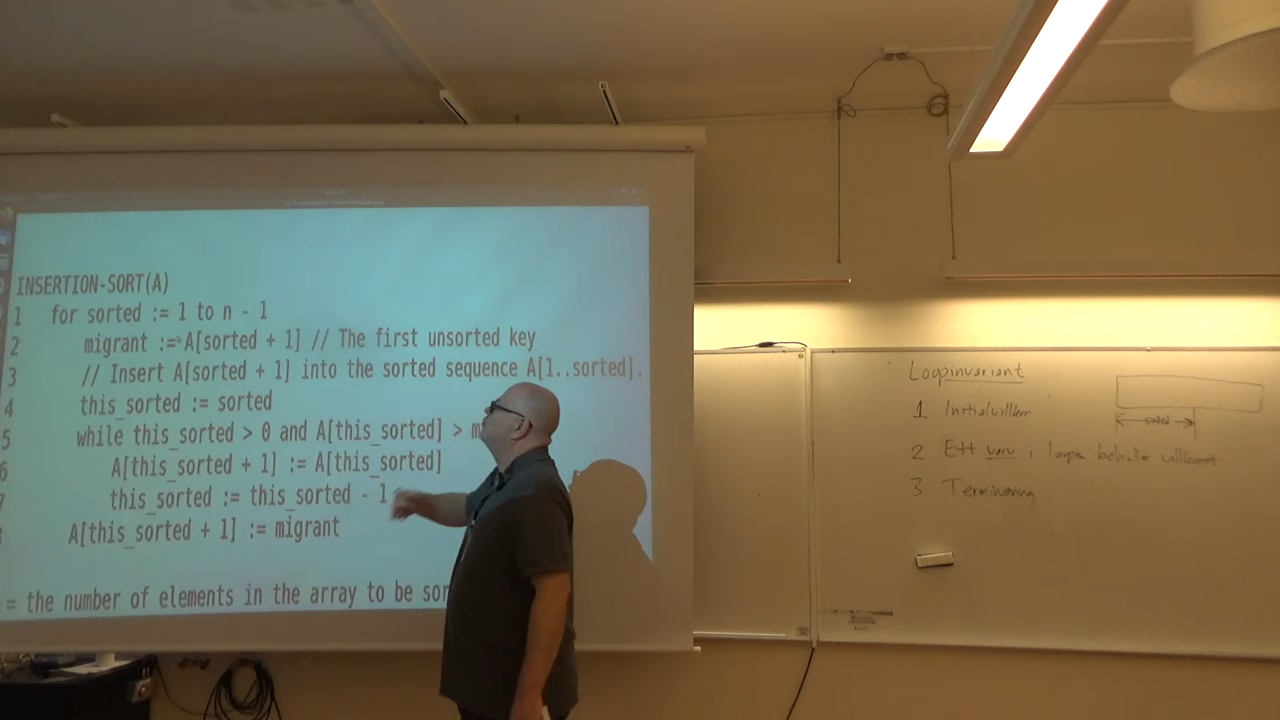 INSERTION-SORT(A)
1 for sorted := 1 to n - 1
2 migrant := A[sorted + 1] // The first unsorted key
3 // Insert A[sorted + 1] into the sorted sequence A[1..sorted].
4 this_sorted := sorted
5 while this_sorted > 0 and A[this_sorted] > m
6 A[this_sorted + 1] := A[this_sorted]
7 this_sorted := this_sorted - 1
A[this_sorted + 1] := migrant
= the number of elements in the array to be sor
Loopinvariant
1 Initialvillkor
2. Ett varv i loopen behåller villkoret
3. Terminering
sorted